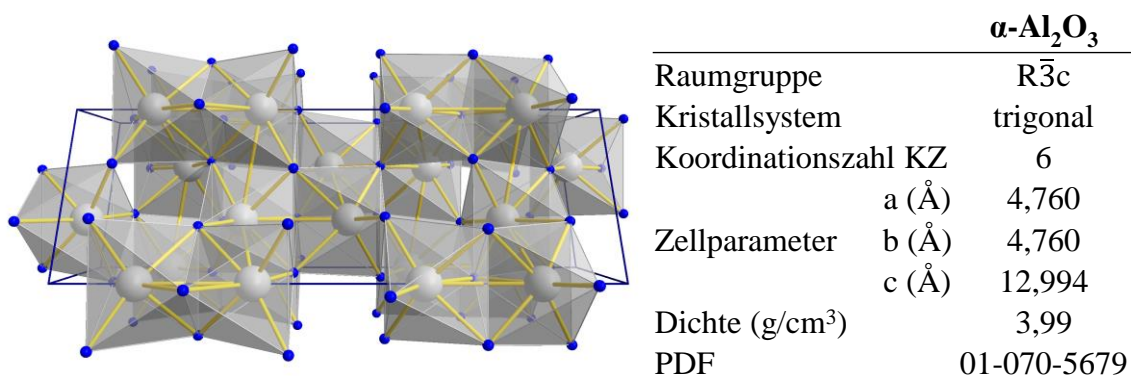 α-Al₂O₃
Raumgruppe R3̅c
Kristallsystem trigonal
Koordinationszahl KZ 6
a (Å) 4,760
Zellparameter b (Å) 4,760
c (Å) 12,994
Dichte (g/cm³) 3,99
PDF 01-070-5679